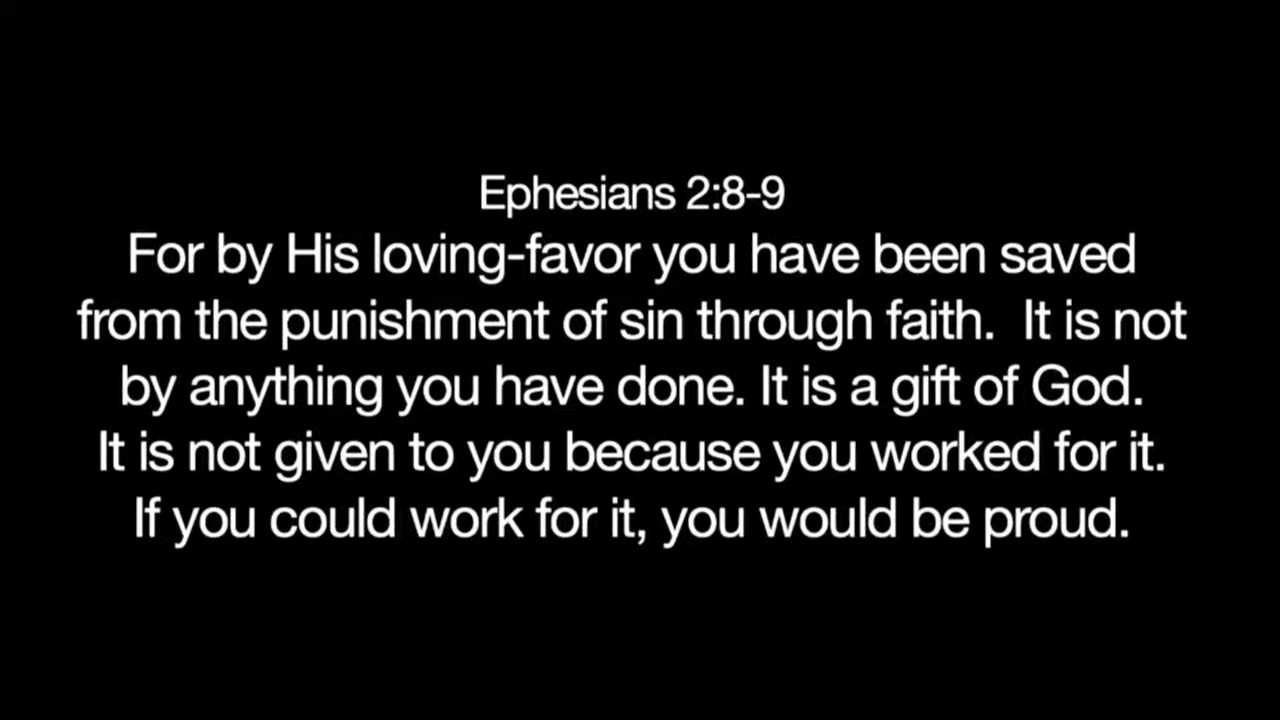 Ephesians 2:8-9
For by His loving-favor you have been saved
from the punishment of sin through faith.  It is not
by anything you have done. It is a gift of God.
It is not given to you because you worked for it.
If you could work for it, you would be proud.